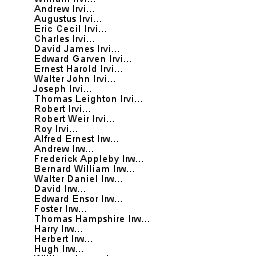 William Irvi...
Andrew Irvi...
Augustus Irvi...
Eric Cecil Irvi...
Charles Irvi...
David James Irvi...
Edward Garven Irvi...
Ernest Harold Irvi...
Walter John Irvi...
Joseph Irvi...
Thomas Leighton Irvi...
Robert Irvi...
Robert Weir Irvi...
Roy Irvi...
Alfred Ernest Irw...
Andrew Irw...
Frederick Appleby Irw...
Bernard William Irw...
Walter Daniel Irw...
David Irw...
Edward Ensor Irw...
Foster Irw...
Thomas Hampshire Irw...
Harry Irw...
Herbert Irw...
Hugh Irw...